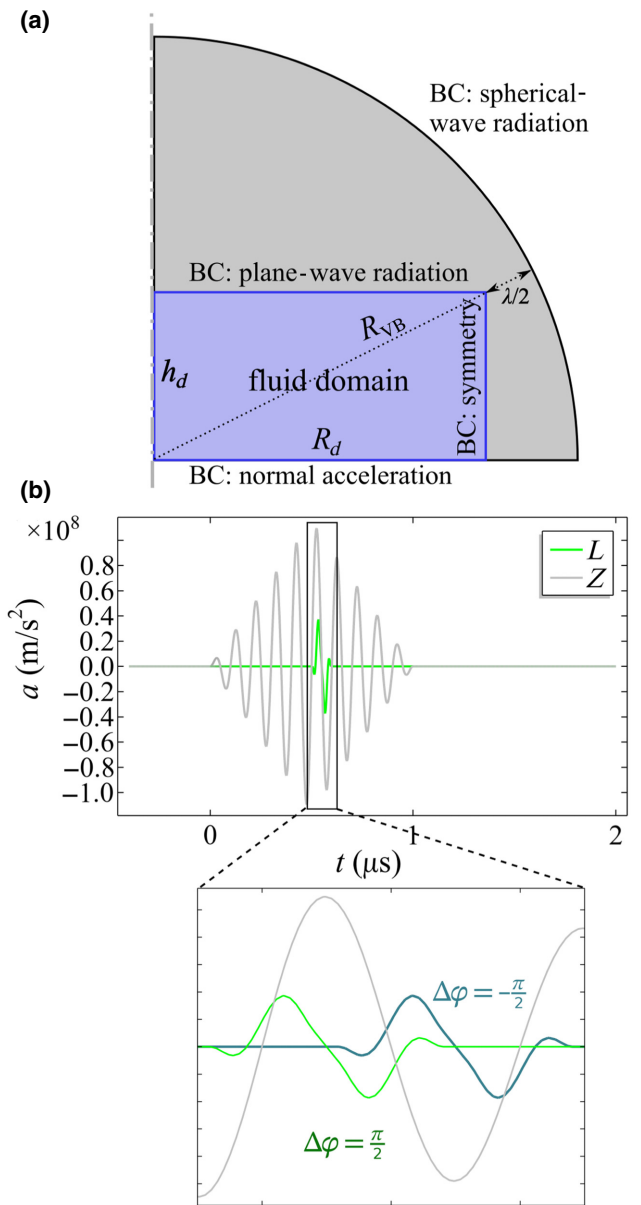 (a)
BC: spherical-
wave radiation
BC: plane-wave radiation
λ/2
R_VB
BC: symmetry
h_d
fluid domain
R_d
BC: normal acceleration
(b)
×10⁸
L
Z
0.8
0.6
0.4
0.2
0.0
−0.2
−0.4
−0.6
−0.8
−1.0
a (m/s²)
0
1
2
t (μs)
Δφ = −π/2
Δφ = π/2